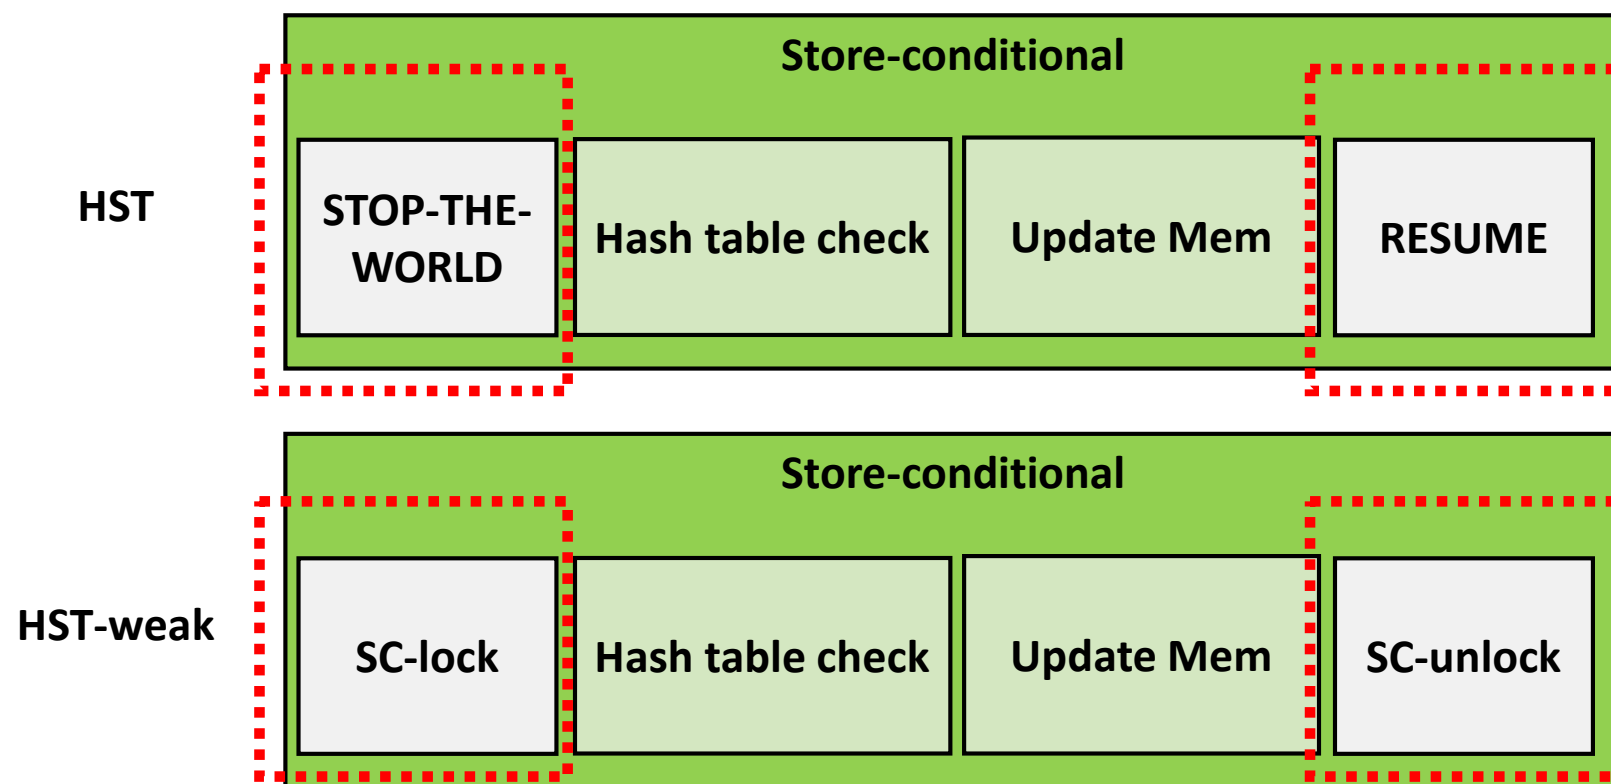 Store-conditional
HST
STOP-THE-
WORLD
Hash table check
Update Mem
RESUME
Store-conditional
HST-weak
SC-lock
Hash table check
Update Mem
SC-unlock